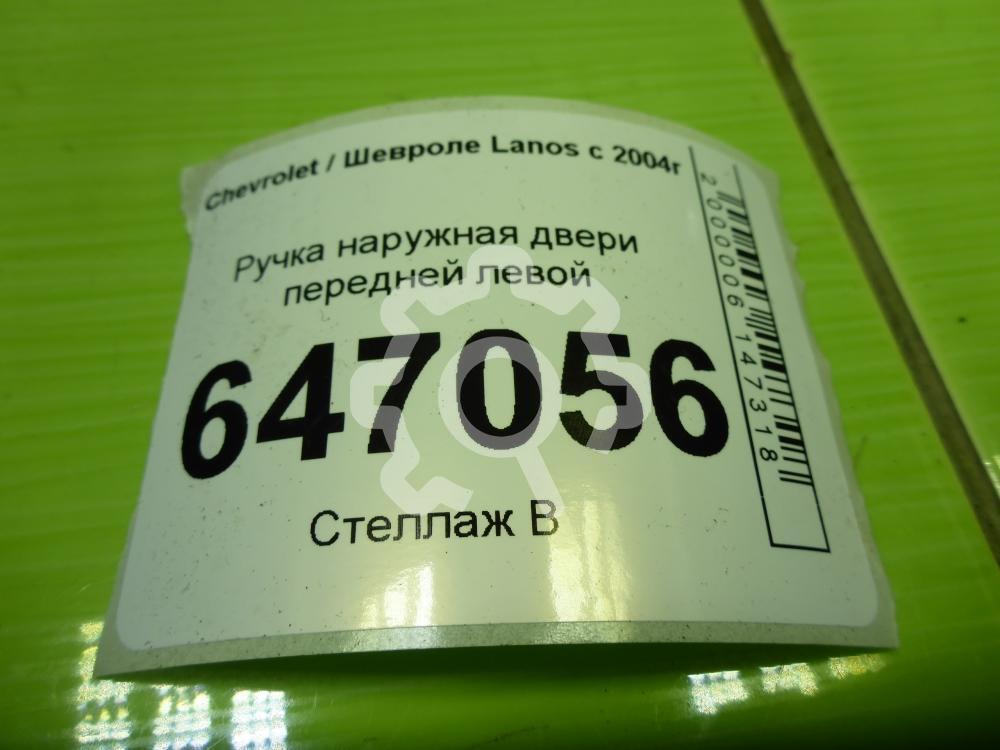 Chevrolet / Шевроле Lanos с 2004г
Ручка наружная двери
передней левой
647056
Стеллаж В
2000006147318